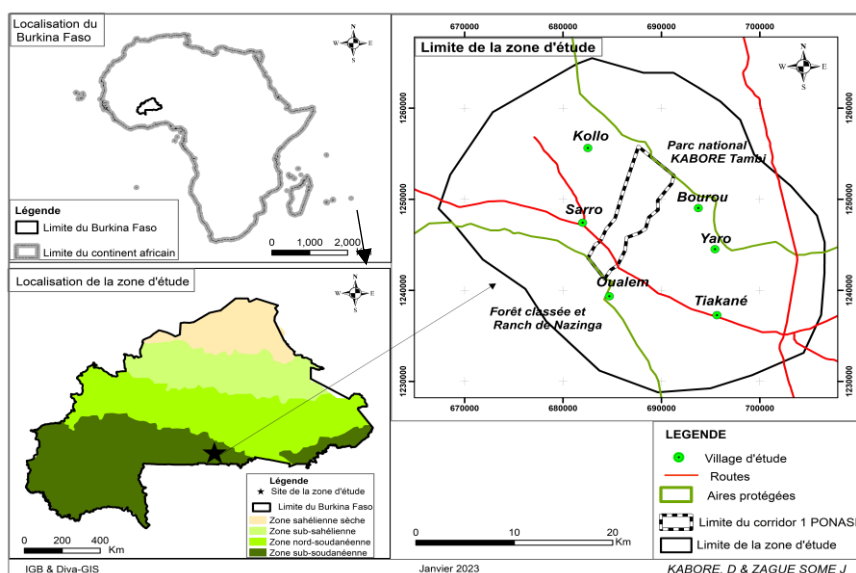 Localisation du
Burkina Faso
N
W E
S
Légende
Limite du Burkina Faso
Limite du continent africain
0 1,000 2,000
Localisation de la zone d'étude
N
W E
S
Légende
Site de la zone d'étude
Limite du Burkina Faso
Zone sahélienne sèche
Zone sub-sahélienne
Zone nord-soudanéenne
Zone sub-soudanéenne
0 200 400
Km
670000 680000 690000 700000
Limite de la zone d'étude
N
W E
S
1260000 1260000
Kollo
Parc national
KABORE Tambi
1250000 1250000
Bourou
Sarro
Yaro
1240000 1240000
Oualem
Forêt classée et
Ranch de Nazinga
Tiakané
1230000 1230000
670000 680000 690000 700000
LEGENDE
Village d'étude
Routes
Aires protégées
Limite du corridor 1 PONASI
Limite de la zone d'étude
0 10 20
Km
IGB & Diva-GIS Janvier 2023 KABORE, D & ZAGUE SOME J